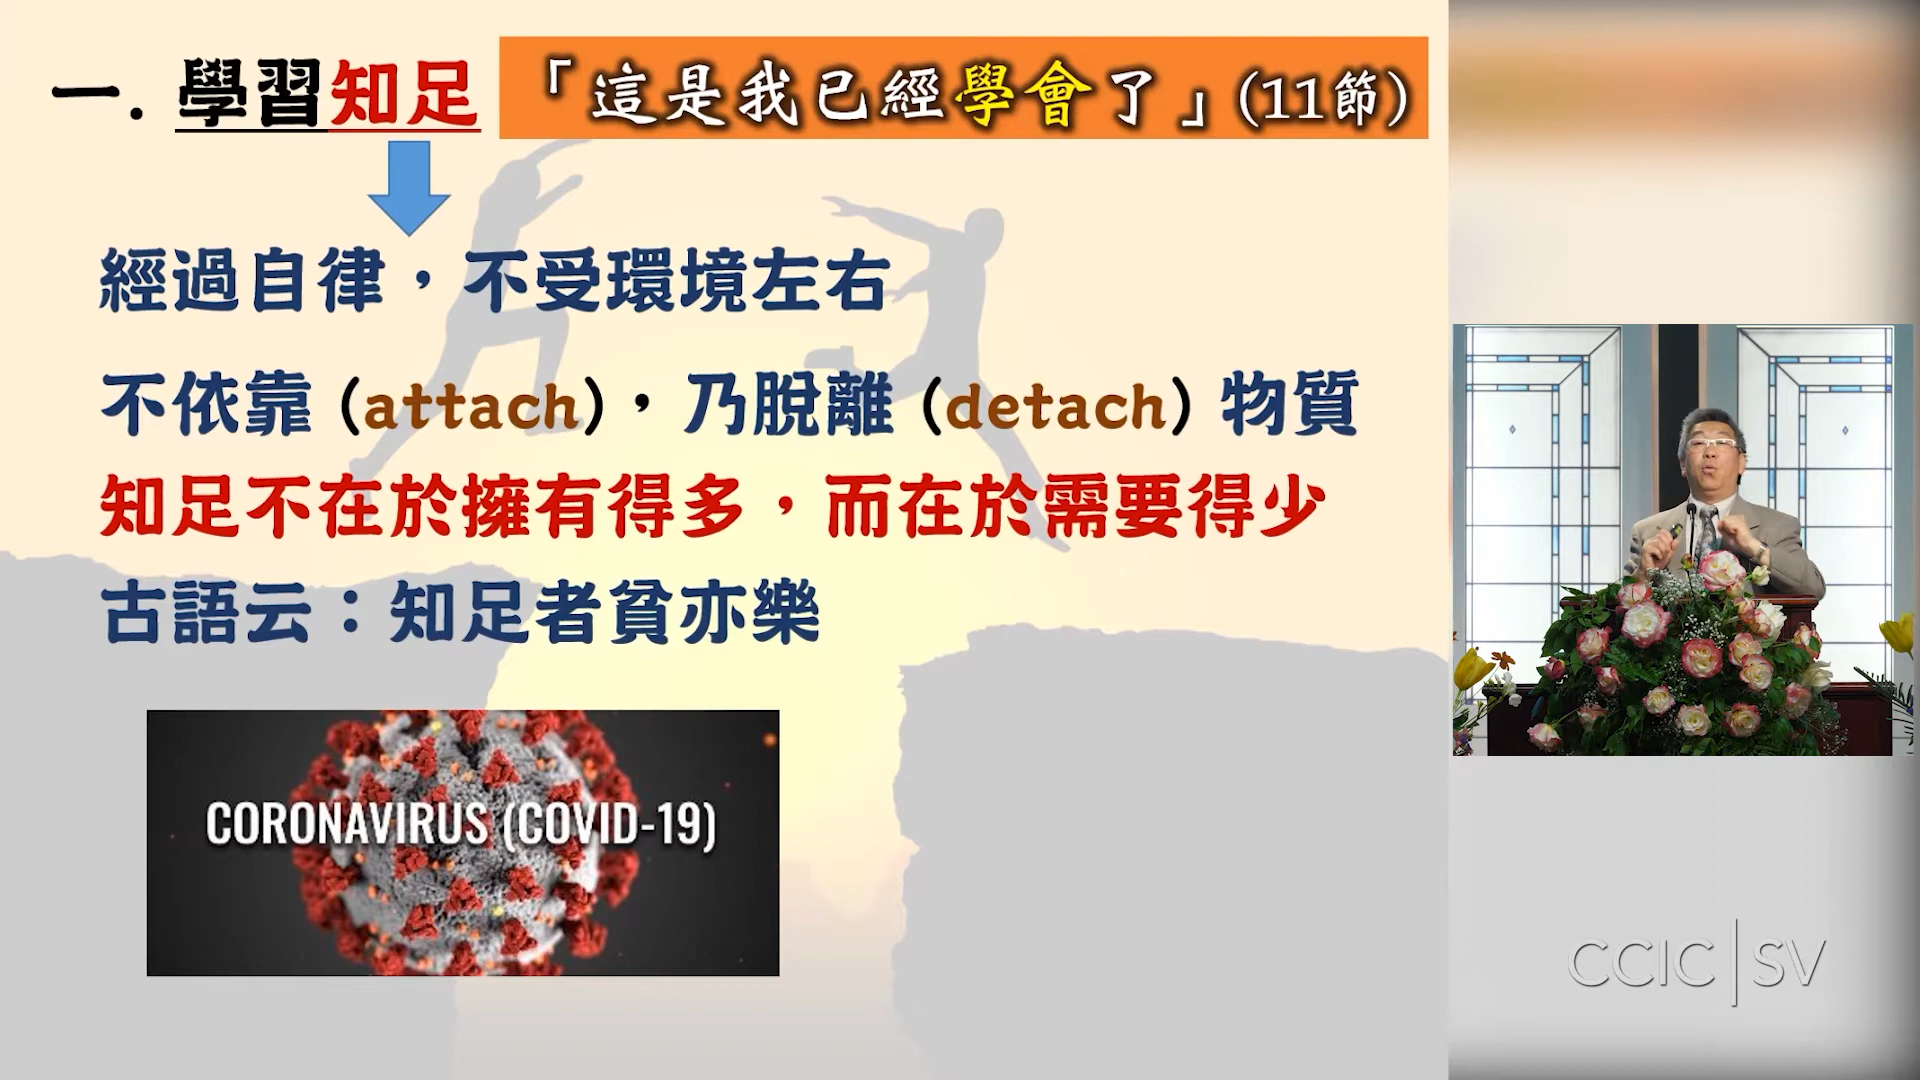 一. 學習知足 「這是我已經學會了」(11節)
經過自律，不受環境左右
不依靠 (attach)，乃脫離 (detach) 物質
知足不在於擁有得多，而在於需要得少
古語云：知足者貧亦樂
CORONAVIRUS (COVID-19)
CCIC|SV